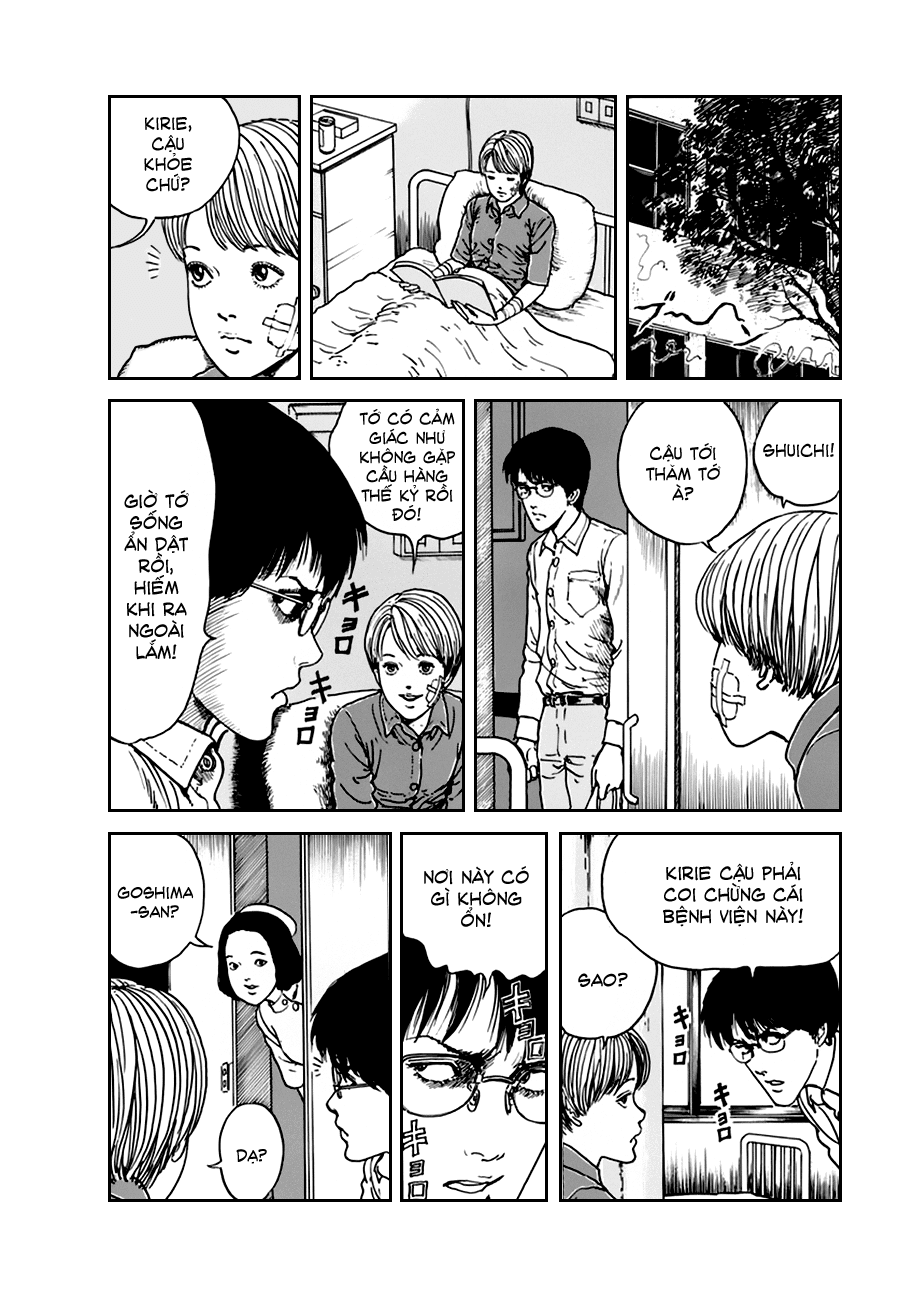 KIRIE,
CẬU
KHỎE
CHỨ?
SHUICHI!
CẬU TỚI
THĂM TỚ
À?
TỚ CÓ CẢM
GIÁC NHƯ
KHÔNG GẶP
CẬU HÀNG
THẾ KỶ RỒI
ĐÓ!
GIỜ TỚ
SỐNG
ẨN DẬT
RỒI,
HIẾM
KHI RA
NGOÀI
LẮM!
キョロ
キョロ
KIRIE CẬU PHẢI
COI CHỪNG CÁI
BỆNH VIỆN NÀY!
SAO?
キョロ
キョロ
NƠI NÀY CÓ
GÌ KHÔNG
ỔN!
キョロ
キョロ
GOSHIMA
-SAN?
DẠ?